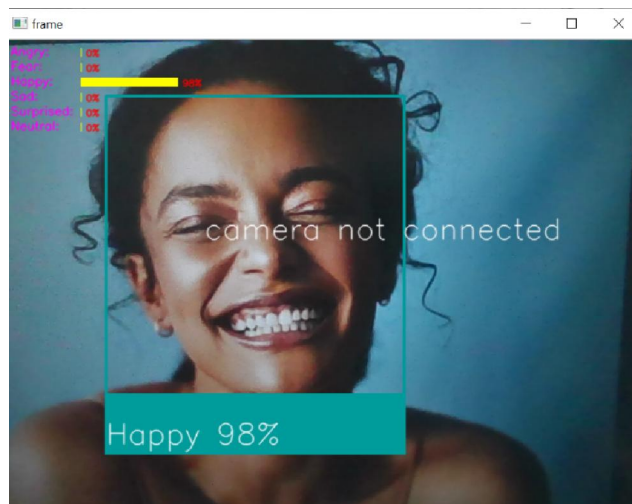 frame
Angry: 0%
Fear: 0%
Happy: 98%
Sad: 0%
Surprised: 0%
Neutral: 0%
camera not connected
Happy 98%